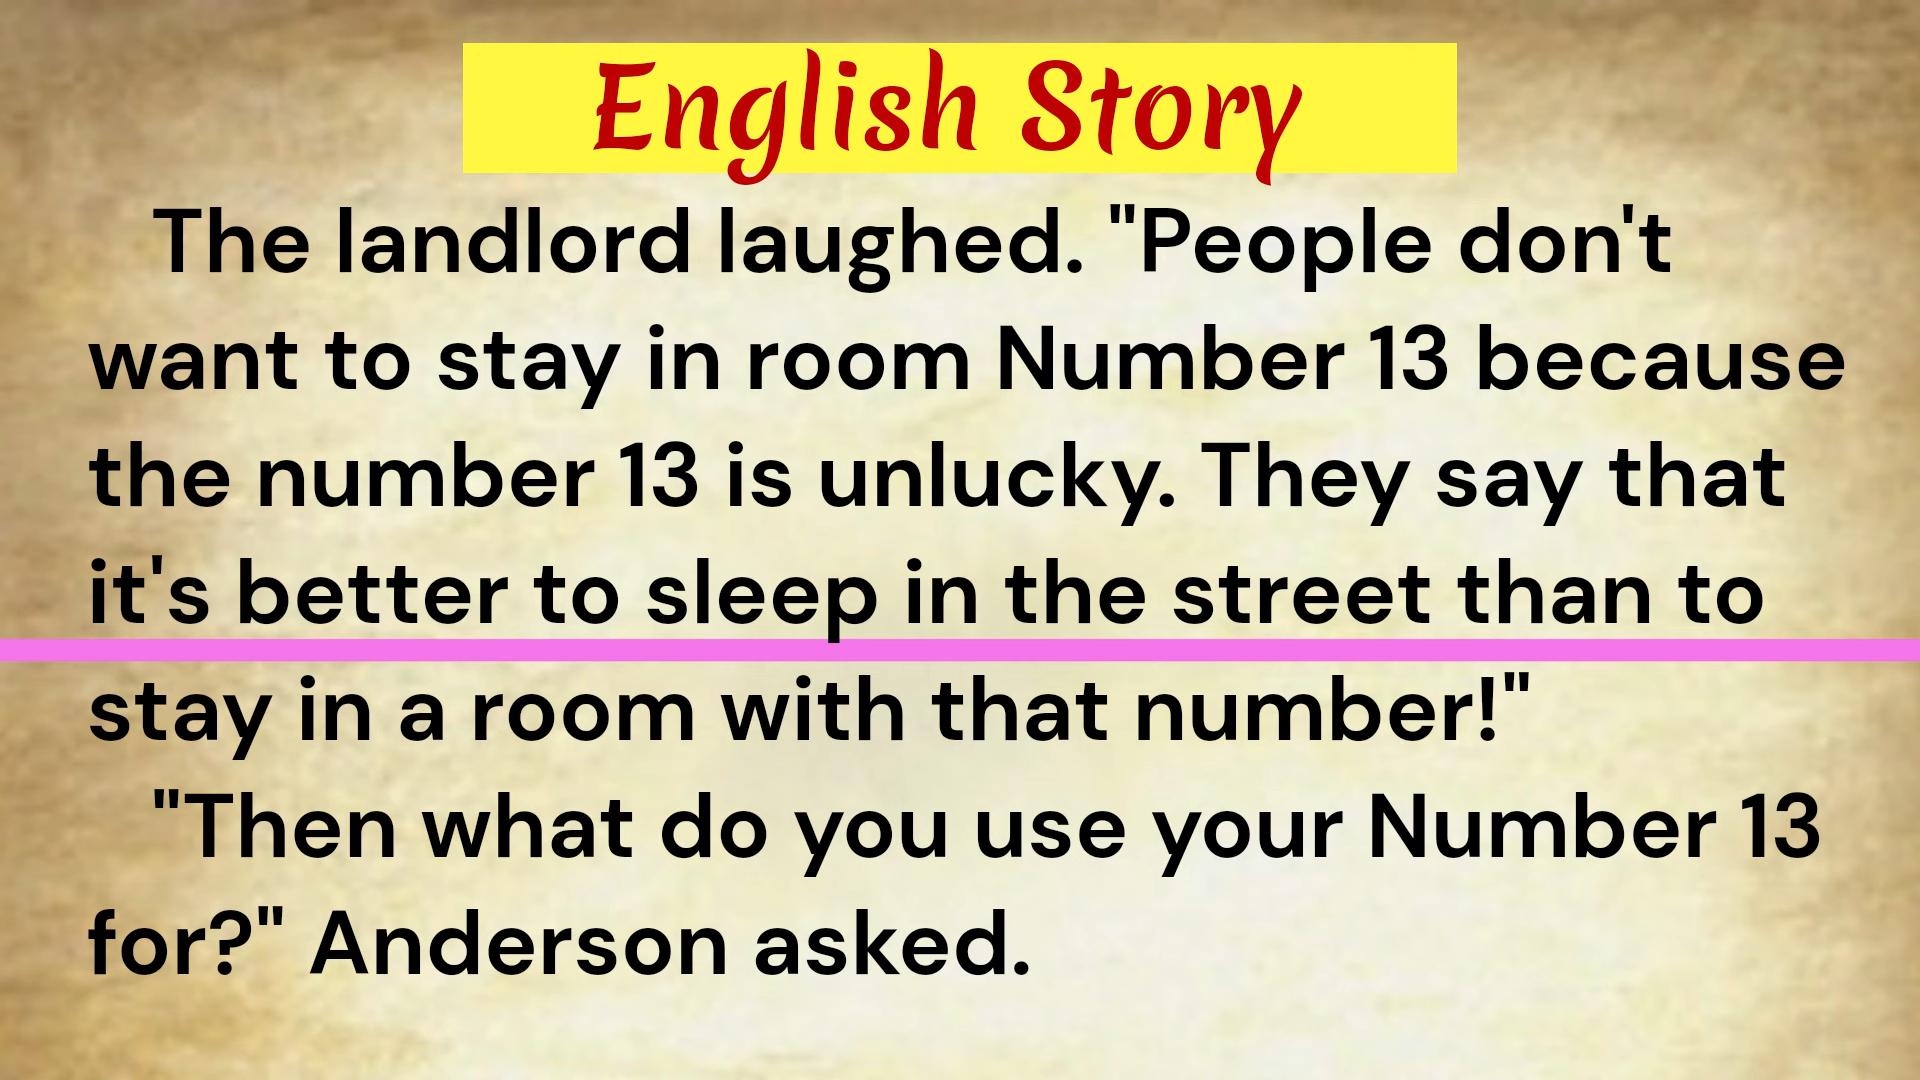 English Story
The landlord laughed. "People don't
want to stay in room Number 13 because
the number 13 is unlucky. They say that
it's better to sleep in the street than to
stay in a room with that number!"
"Then what do you use your Number 13
for?" Anderson asked.